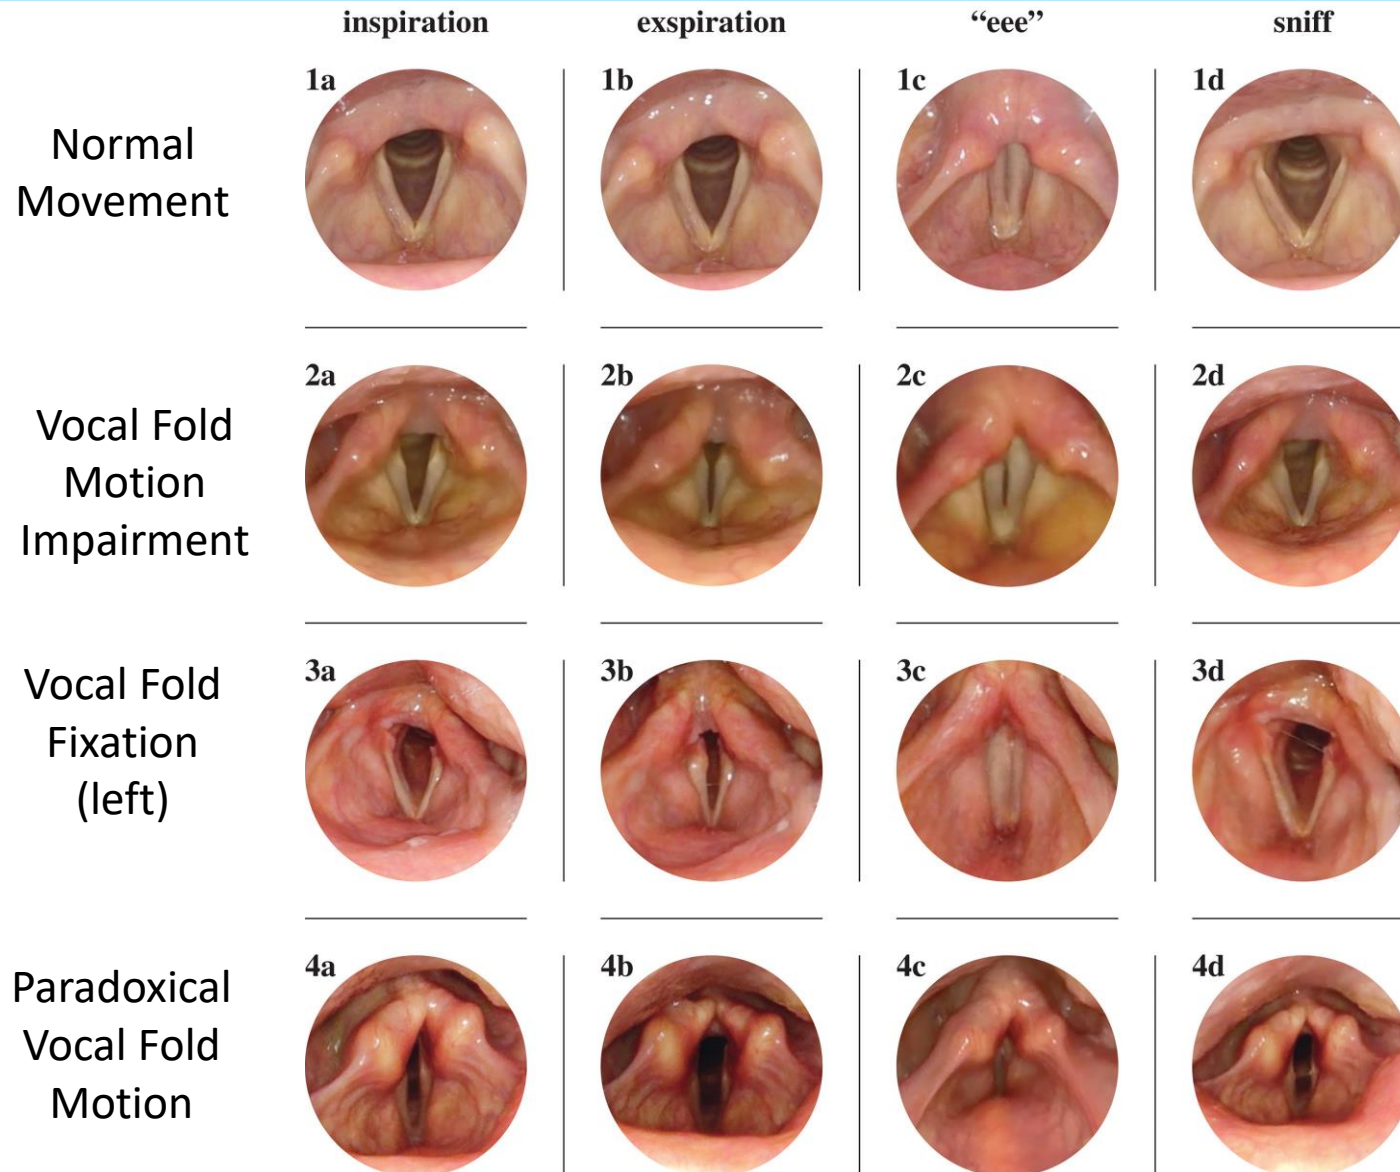 inspiration exspiration “eee” sniff
1a 1b 1c 1d
Normal
Movement
2a 2b 2c 2d
Vocal Fold
Motion
Impairment
3a 3b 3c 3d
Vocal Fold
Fixation
(left)
4a 4b 4c 4d
Paradoxical
Vocal Fold
Motion